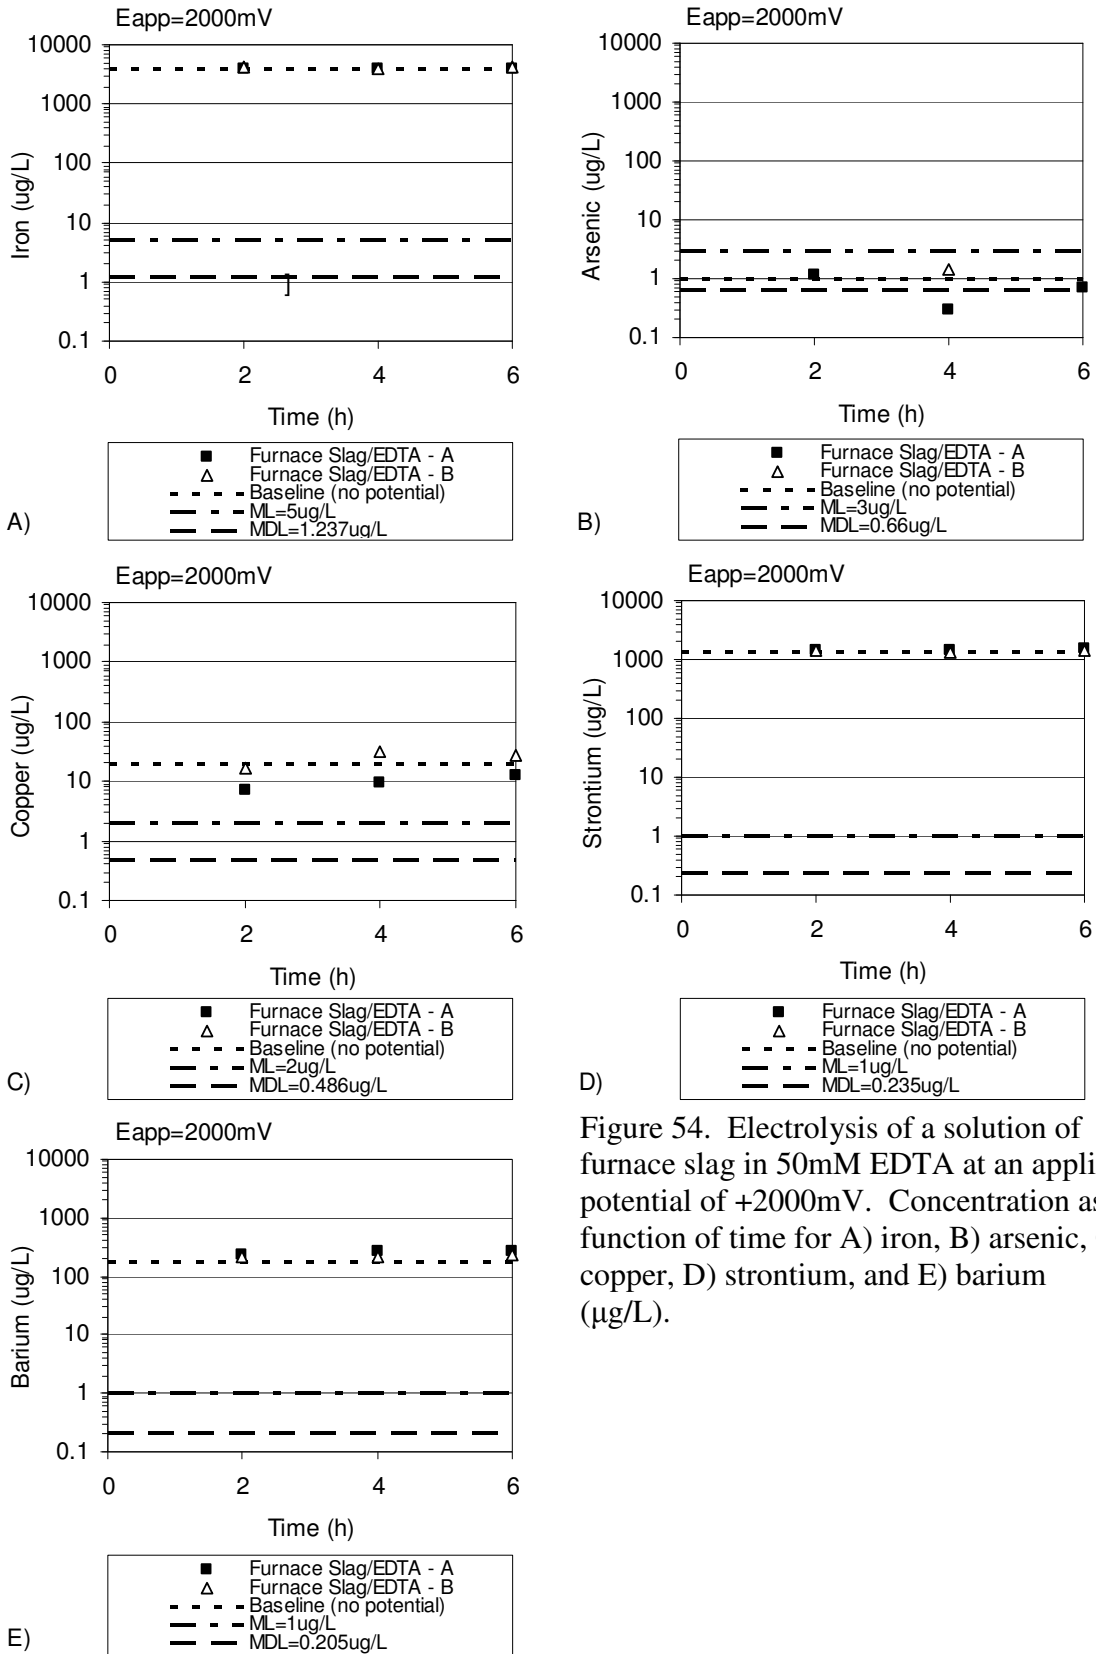 Eapp=2000mV
10000
1000
100
10
1
0.1
Iron (ug/L)
0 2 4 6
Time (h)
Furnace Slag/EDTA - A
Furnace Slag/EDTA - B
Baseline (no potential)
ML=5ug/L
MDL=1.237ug/L
A)
Eapp=2000mV
10000
1000
100
10
1
0.1
Arsenic (ug/L)
0 2 4 6
Time (h)
Furnace Slag/EDTA - A
Furnace Slag/EDTA - B
Baseline (no potential)
ML=3ug/L
MDL=0.66ug/L
B)
Eapp=2000mV
10000
1000
100
10
1
0.1
Copper (ug/L)
0 2 4 6
Time (h)
Furnace Slag/EDTA - A
Furnace Slag/EDTA - B
Baseline (no potential)
ML=2ug/L
MDL=0.486ug/L
C)
Eapp=2000mV
10000
1000
100
10
1
0.1
Strontium (ug/L)
0 2 4 6
Time (h)
Furnace Slag/EDTA - A
Furnace Slag/EDTA - B
Baseline (no potential)
ML=1ug/L
MDL=0.235ug/L
D)
Eapp=2000mV
10000
1000
100
10
1
0.1
Barium (ug/L)
0 2 4 6
Time (h)
Furnace Slag/EDTA - A
Furnace Slag/EDTA - B
Baseline (no potential)
ML=1ug/L
MDL=0.205ug/L
E)
Figure 54. Electrolysis of a solution of
furnace slag in 50mM EDTA at an appli
potential of +2000mV. Concentration as
function of time for A) iron, B) arsenic,
copper, D) strontium, and E) barium
(µg/L).